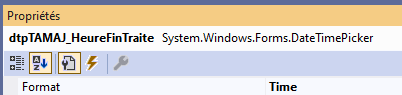 Propriétés
dtpTAMAJ_HeureFinTraite System.Windows.Forms.DateTimePicker
Format Time